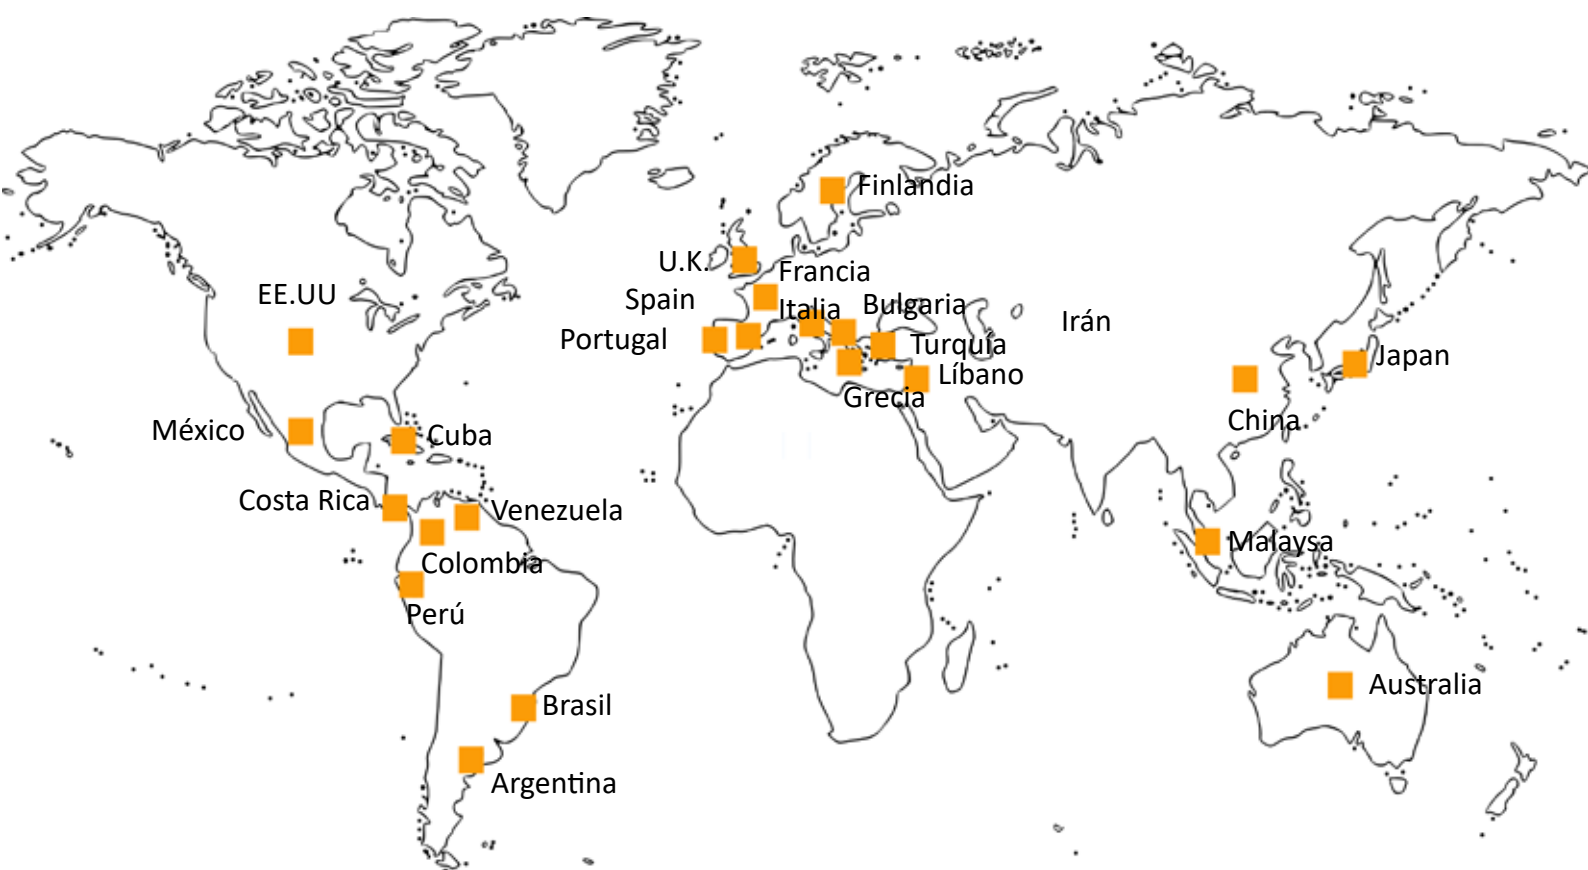 Finlandia
U.K.
Francia
EE.UU
Spain
Italia
Bulgaria
Irán
Portugal
Turquía
Japan
Líbano
Grecia
China
México
Cuba
Costa Rica
Venezuela
Malaysa
Colombia
Perú
Australia
Brasil
Argentina